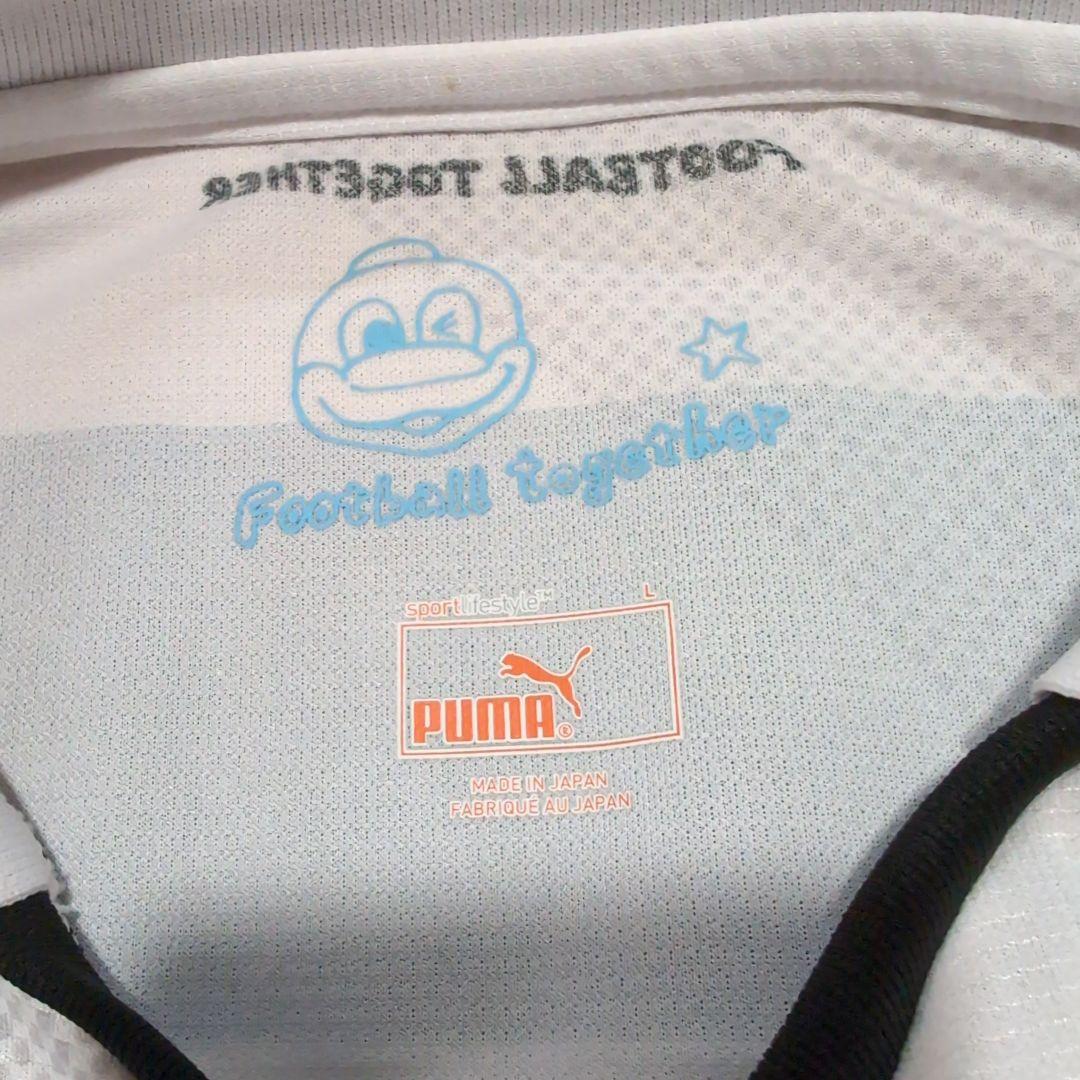 FOOTBALL TOGETHER
Football together
sportlifestyle™ L
PUMA®
MADE IN JAPAN
FABRIQUÉ AU JAPAN